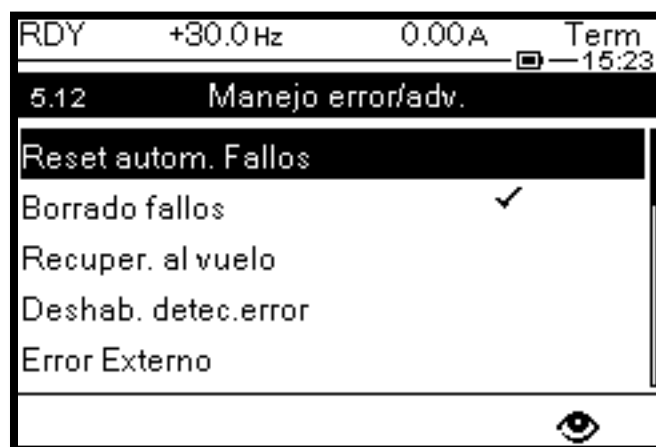 RDY +30.0 Hz 0.00 A Term
15:23
5.12 Manejo error/adv.
Reset autom. Fallos
Borrado fallos
Recuper. al vuelo
Deshab. detec.error
Error Externo